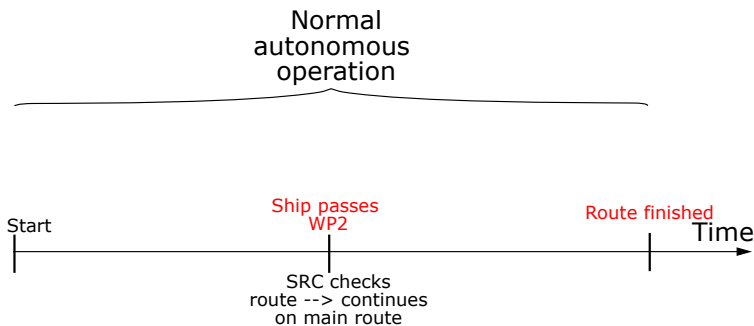 Normal
autonomous
operation
Start
Ship passes
WP2
Route finished
Time
SRC checks
route --> continues
on main route